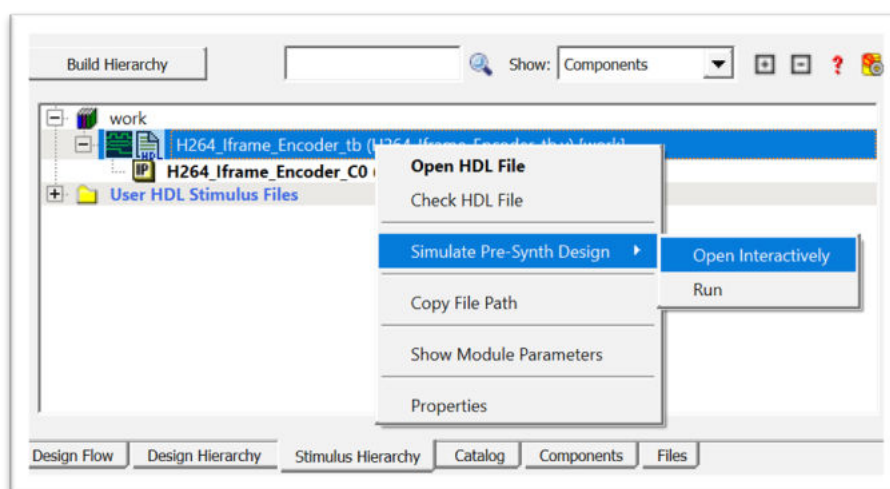 Build Hierarchy Show: Components
work
H264_Iframe_Encoder_tb (H264_Iframe_Encoder_tb.v) [work]
H264_Iframe_Encoder_C0
User HDL Stimulus Files
Open HDL File
Check HDL File
Simulate Pre-Synth Design
Open Interactively
Run
Copy File Path
Show Module Parameters
Properties
Design Flow Design Hierarchy Stimulus Hierarchy Catalog Components Files